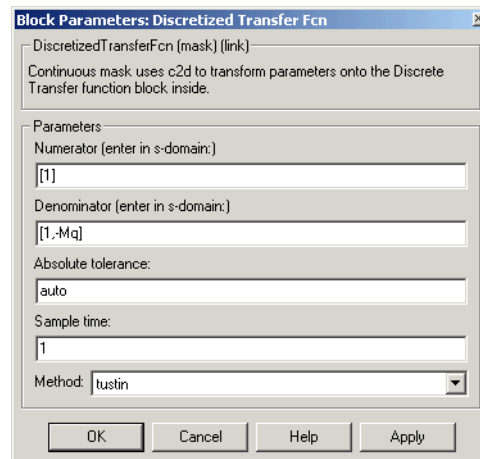 Block Parameters: Discretized Transfer Fcn
DiscretizedTransferFcn (mask) (link)
Continuous mask uses c2d to transform parameters onto the Discrete
Transfer function block inside.
Parameters
Numerator (enter in s-domain:)
[1]
Denominator (enter in s-domain:)
[1,-Mq]
Absolute tolerance:
auto
Sample time:
1
Method: tustin
OK Cancel Help Apply